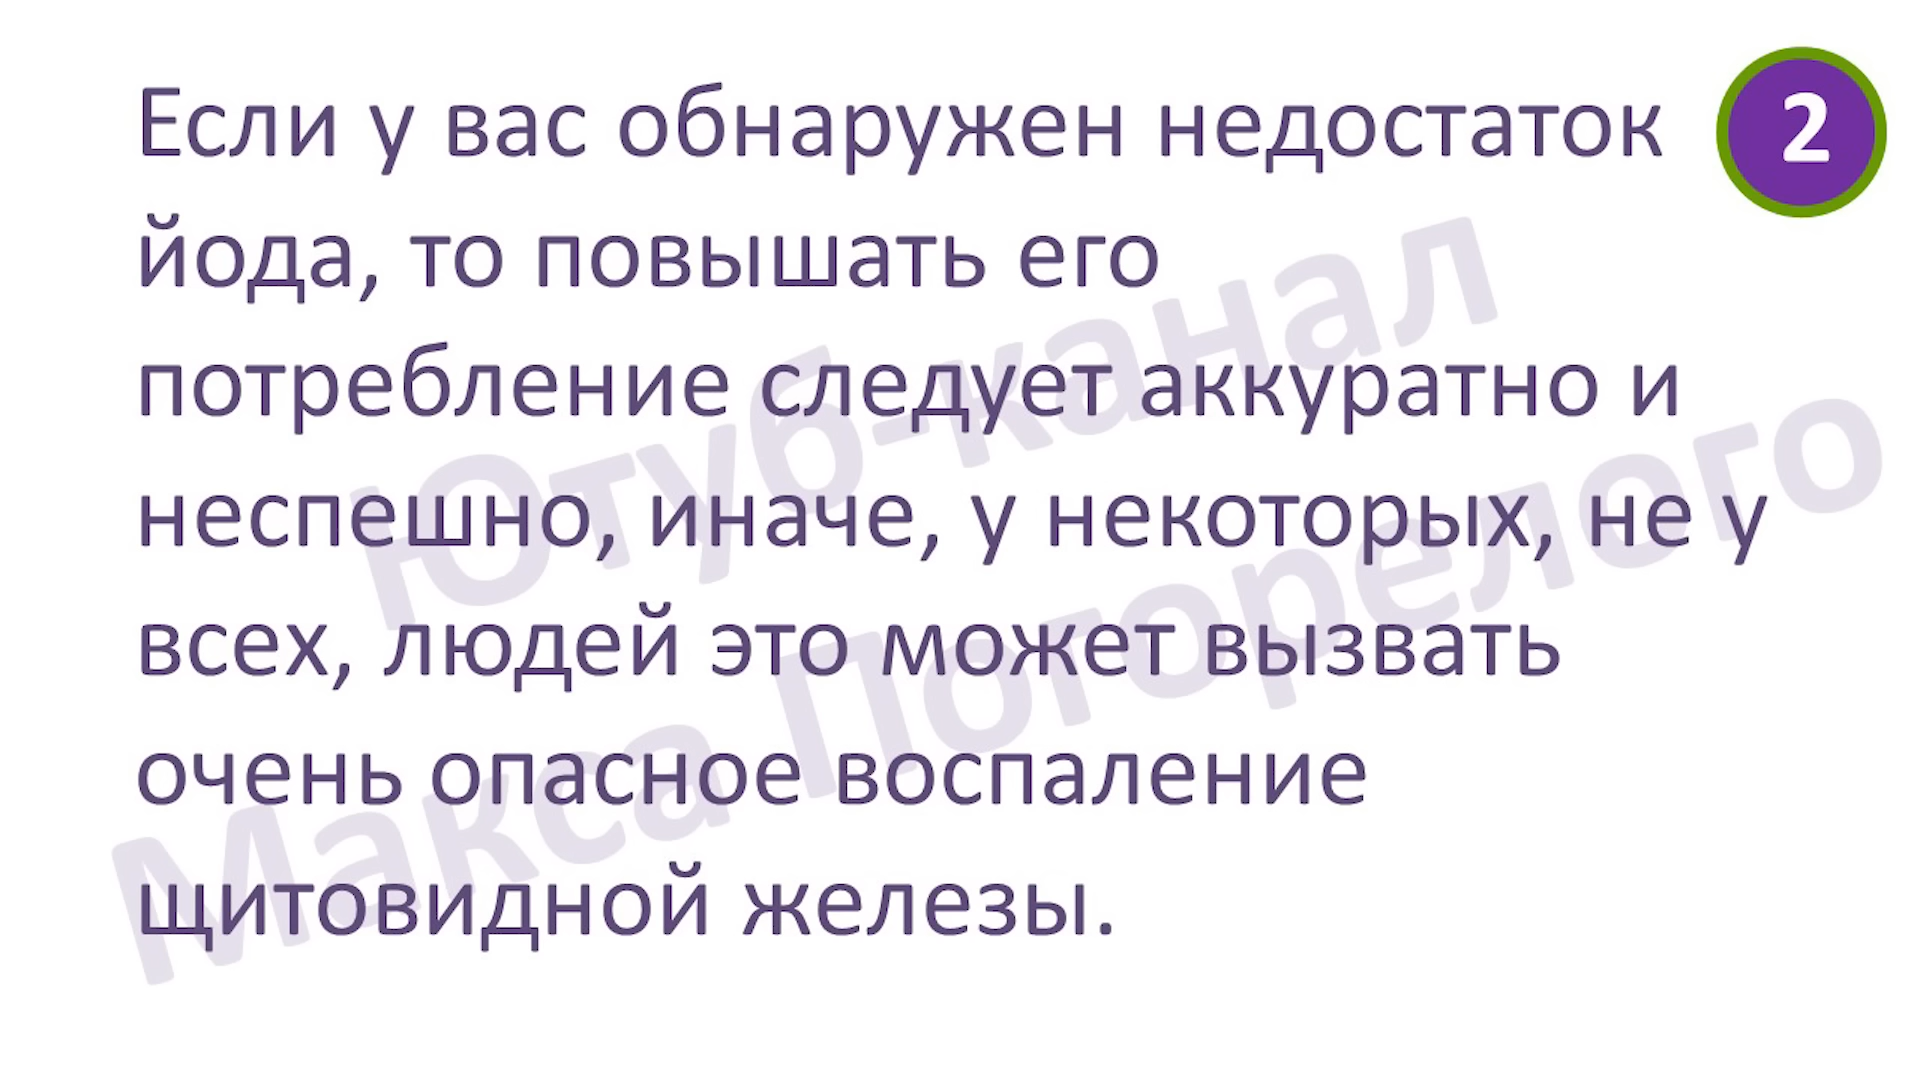 Если у вас обнаружен недостаток
2
йода, то повышать его
потребление следует аккуратно и
неспешно, иначе, у некоторых, не у
всех, людей это может вызвать
очень опасное воспаление
щитовидной железы.
Ютуб-канал
Макса Погорелого